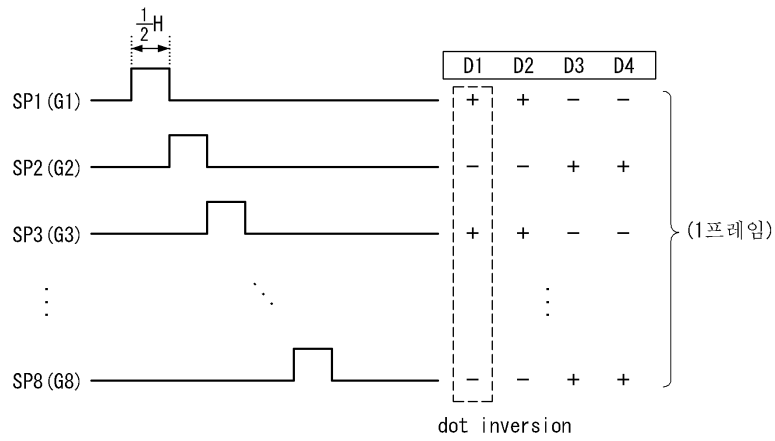 1/2 H
D1 D2 D3 D4
SP1(G1) + + − −
SP2(G2) − − + +
SP3(G3) + + − −
(1프레임)
SP8(G8) − − + +
dot inversion